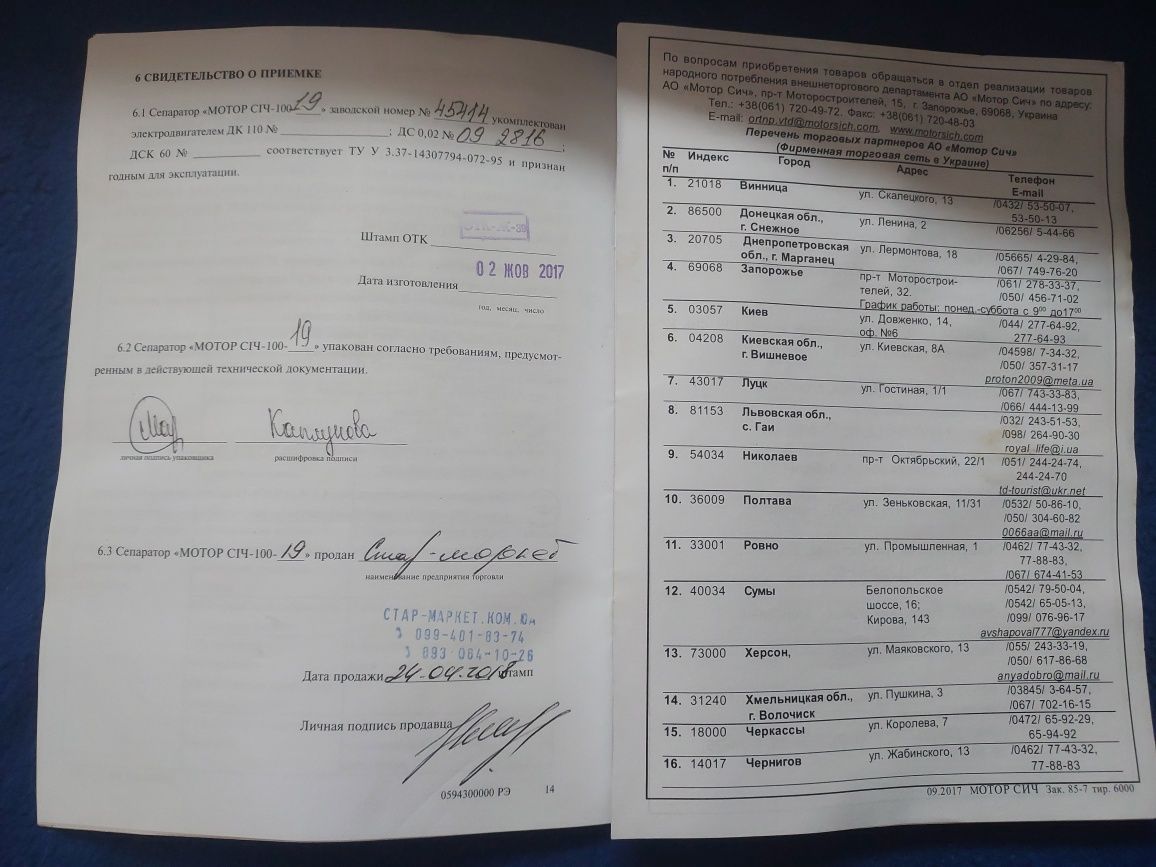 6 СВИДЕТЕЛЬСТВО О ПРИЕМКЕ
6.1 Сепаратор «МОТОР СІЧ-100 19 » заводской номер № 45414 укомплектован
электродвигателем ДК 110 № ________________ ; ДС 0,02 № 09 2816 ;
ДСК 60 № __________ соответствует ТУ У 3.37-14307794-072-95 и признан
годным для эксплуатации.
Штамп ОТК
02 ЖОВ 2017
Дата изготовления
год, месяц, число
6.2 Сепаратор «МОТОР СІЧ-100- 19 » упакован согласно требованиям, предусмот-
ренным в действующей технической документации.
Каплунова
личная подпись упаковщика расшифровка подписи
6.3 Сепаратор «МОТОР СІЧ-100- 19 » продан Стар-маркет
наименование предприятия торговли
СТАР-МАРКЕТ.КОМ.ЮА
099-401-83-74
093 064-10-26
Дата продажи 24.04.2018 штамп
Личная подпись продавца
0594300000 РЭ 14
По вопросам приобретения товаров обращаться в отдел реализации товаров
народного потребления внешнеторгового департамента АО «Мотор Сич» по адресу:
АО «Мотор Сич», пр-т Моторостроителей, 15, г. Запорожье, 69068, Украина
Тел.: +38(061) 720-49-72. Факс: +38(061) 720-48-03
E-mail: ortnp.vtd@motorsich.com, www.motorsich.com
Перечень торговых партнеров АО «Мотор Сич»
(Фирменная торговая сеть в Украине)
№ п/п Индекс Город Адрес Телефон E-mail
1. 21018 Винница ул. Скалецкого, 13 /0432/ 53-50-07,
53-50-13
2. 86500 Донецкая обл., ул. Ленина, 2 /06256/ 5-44-66
г. Снежное
3. 20705 Днепропетровская ул. Лермонтова, 18 /05665/ 4-29-84,
обл., г. Марганец /067/ 749-76-20
4. 69068 Запорожье пр-т Моторострои- /061/ 278-33-37,
телей, 32. /050/ 456-71-02
График работы: понед.-суббота с 9⁰⁰ до17⁰⁰
5. 03057 Киев ул. Довженко, 14, /044/ 277-64-92,
оф. №6 277-64-93
6. 04208 Киевская обл., ул. Киевская, 8А /04598/ 7-34-32,
г. Вишневое /050/ 357-31-17
proton2009@meta.ua
7. 43017 Луцк ул. Гостиная, 1/1 /067/ 743-33-83,
/066/ 444-13-99
8. 81153 Львовская обл., /032/ 243-51-53,
с. Гаи /098/ 264-90-30
royal_life@i.ua
9. 54034 Николаев пр-т Октябрьский, 22/1 /051/ 244-24-74,
244-24-70
td-tourist@ukr.net
10. 36009 Полтава ул. Зеньковская, 11/31 /0532/ 50-86-10,
/050/ 304-60-82
0066aa@mail.ru
11. 33001 Ровно ул. Промышленная, 1 /0462/ 77-43-32,
77-88-83,
/067/ 674-41-53
12. 40034 Сумы Белопольское /0542/ 79-50-04,
шоссе, 16; /0542/ 65-05-13,
Кирова, 143 /099/ 076-96-17
avshapoval777@yandex.ru
13. 73000 Херсон, ул. Маяковского, 13 /055/ 243-33-19,
/050/ 617-86-68
anyadobro@mail.ru
14. 31240 Хмельницкая обл., ул. Пушкина, 3 /03845/ 3-64-57,
г. Волочиск /067/ 702-16-15
15. 18000 Черкассы ул. Королева, 7 /0472/ 65-92-29,
65-94-92
16. 14017 Чернигов ул. Жабинского, 13 /0462/ 77-43-32,
77-88-83
09.2017 МОТОР СИЧ Зак. 85-7 тир. 6000